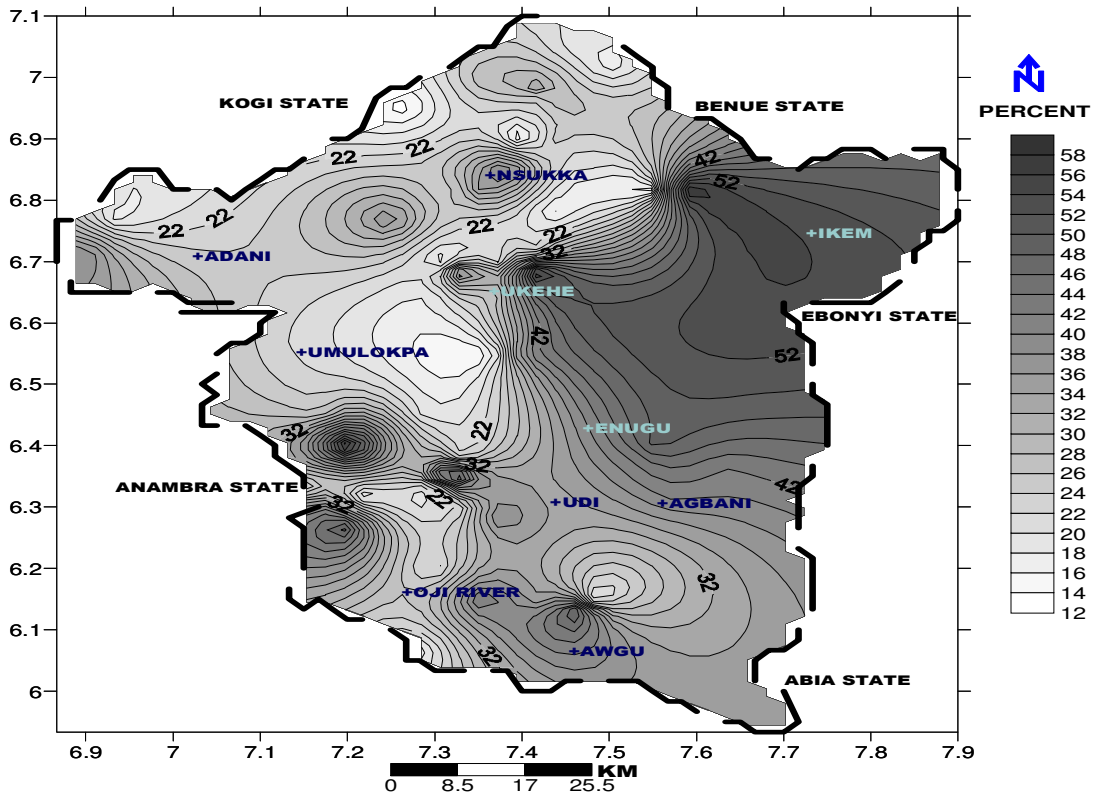 7.1
7
6.9
6.8
6.7
6.6
6.5
6.4
6.3
6.2
6.1
6
6.9 7 7.1 7.2 7.3 7.4 7.5 7.6 7.7 7.8 7.9
KOGI STATE
BENUE STATE
EBONYI STATE
ANAMBRA STATE
ABIA STATE
+NSUKKA
+IKEM
+ADANI
+UKEHE
+UMULOKPA
+ENUGU
+UDI
+AGBANI
+OJI RIVER
+AWGU
22
22
22
22
22
22
42
52
32
42
52
22
32
32
42
22
32
32
32
N
PERCENT
58
56
54
52
50
48
46
44
42
40
38
36
34
32
30
28
26
24
22
20
18
16
14
12
KM
0 8.5 17 25.5